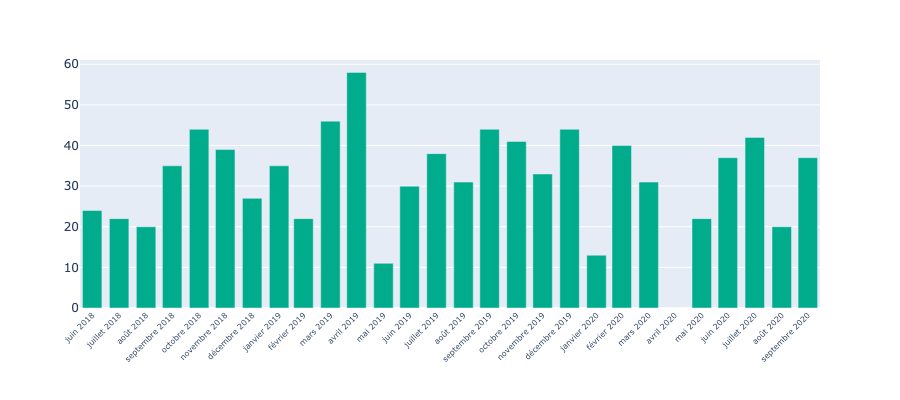 60
50
40
30
20
10
0
juin 2018
juillet 2018
août 2018
septembre 2018
octobre 2018
novembre 2018
décembre 2018
janvier 2019
février 2019
mars 2019
avril 2019
mai 2019
juin 2019
juillet 2019
août 2019
septembre 2019
octobre 2019
novembre 2019
décembre 2019
janvier 2020
février 2020
mars 2020
avril 2020
mai 2020
juin 2020
juillet 2020
août 2020
septembre 2020